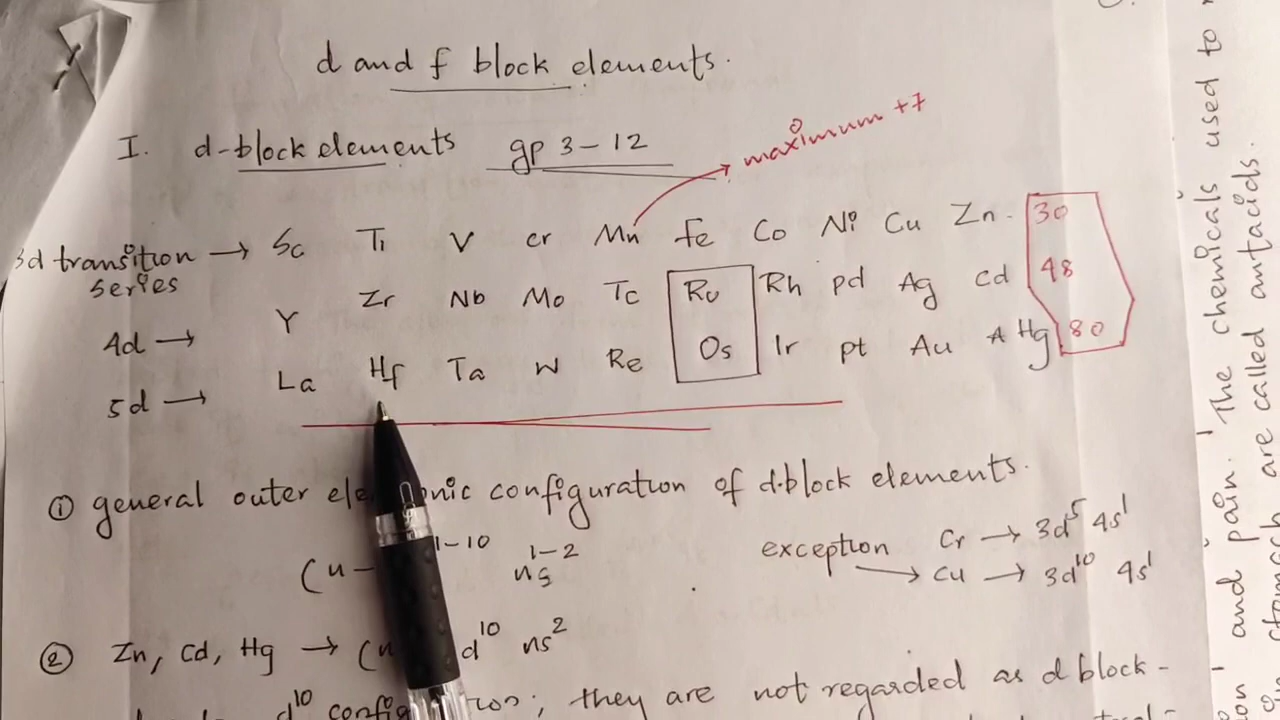 d and f block elements.
I. d-block elements gp 3-12
maximum +7
3d transition series → Sc Ti V Cr Mn Fe Co Ni Cu Zn. 30
4d → Y Zr Nb Mo Tc Ru Rh pd Ag Cd 48
5d → La Hf Ta W Re Os Ir pt Au A Hg 80
① general outer configuration of d-block elements.
1-10 ns 1-2
exception Cr → 3d⁵ 4s¹
→ Cu → 3d¹⁰ 4s¹
② Zn, Cd, Hg → (n d¹⁰ ns²
d¹⁰ they are not regarded as d block-
The chemicals used to
and pain.
are called antacids.